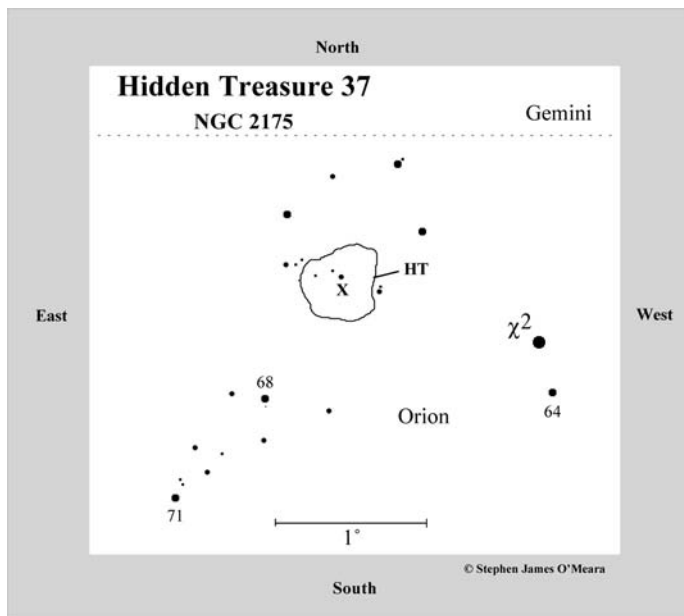 North
Hidden Treasure 37
Gemini
NGC 2175
HT
X
East
West
χ2
68
64
Orion
71
1°
© Stephen James O’Meara
South